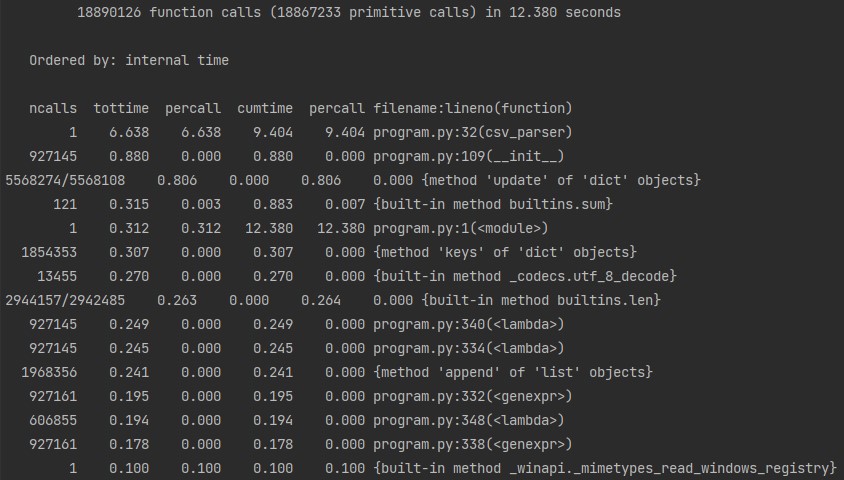 18890126 function calls (18867233 primitive calls) in 12.380 seconds
Ordered by: internal time
ncalls  tottime  percall  cumtime  percall filename:lineno(function)
1    6.638    6.638    9.404    9.404 program.py:32(csv_parser)
927145    0.880    0.000    0.880    0.000 program.py:109(__init__)
5568274/5568108    0.806    0.000    0.806    0.000 {method 'update' of 'dict' objects}
121    0.315    0.003    0.883    0.007 {built-in method builtins.sum}
1    0.312    0.312   12.380   12.380 program.py:1(<module>)
1854353    0.307    0.000    0.307    0.000 {method 'keys' of 'dict' objects}
13455    0.270    0.000    0.270    0.000 {built-in method _codecs.utf_8_decode}
2944157/2942485    0.263    0.000    0.264    0.000 {built-in method builtins.len}
927145    0.249    0.000    0.249    0.000 program.py:340(<lambda>)
927145    0.245    0.000    0.245    0.000 program.py:334(<lambda>)
1968356    0.241    0.000    0.241    0.000 {method 'append' of 'list' objects}
927161    0.195    0.000    0.195    0.000 program.py:332(<genexpr>)
606855    0.194    0.000    0.194    0.000 program.py:348(<lambda>)
927161    0.178    0.000    0.178    0.000 program.py:338(<genexpr>)
1    0.100    0.100    0.100    0.100 {built-in method _winapi._mimetypes_read_windows_registry}